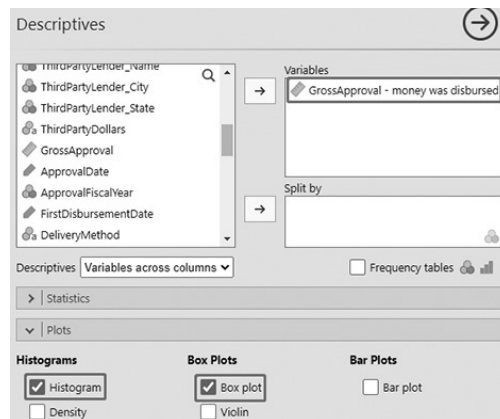 Descriptives
ThirdPartyLender_Name
ThirdPartyLender_City
ThirdPartyLender_State
ThirdPartyDollars
GrossApproval
ApprovalDate
ApprovalFiscalYear
FirstDisbursementDate
DeliveryMethod
Variables
GrossApproval - money was disbursed
Split by
Descriptives Variables across columns
Frequency tables
Statistics
Plots
Histograms Box Plots Bar Plots
Histogram Box plot Bar plot
Density Violin